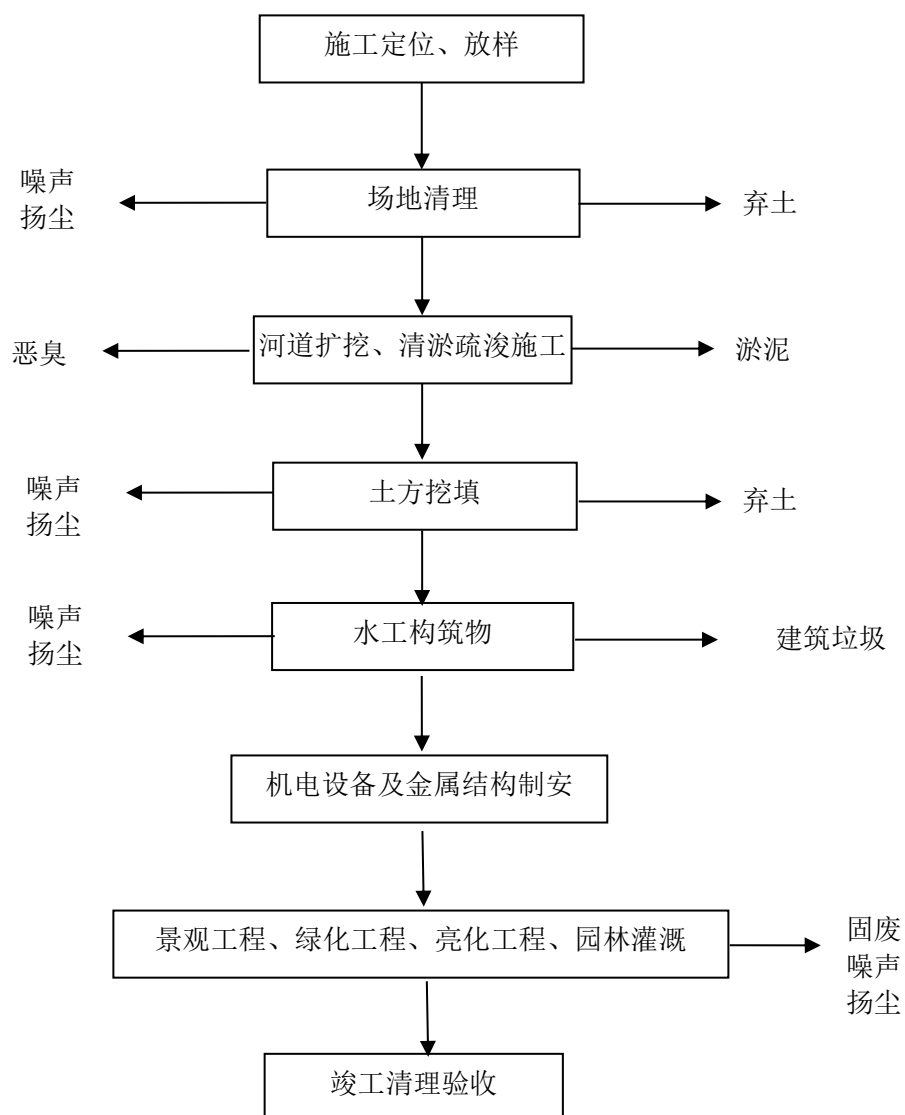 施工定位、放样
噪声
扬尘
场地清理
弃土
恶臭
河道扩挖、清淤疏浚施工
淤泥
噪声
扬尘
土方挖填
弃土
噪声
扬尘
水工构筑物
建筑垃圾
机电设备及金属结构制安
景观工程、绿化工程、亮化工程、园林灌溉
固废
噪声
扬尘
竣工清理验收